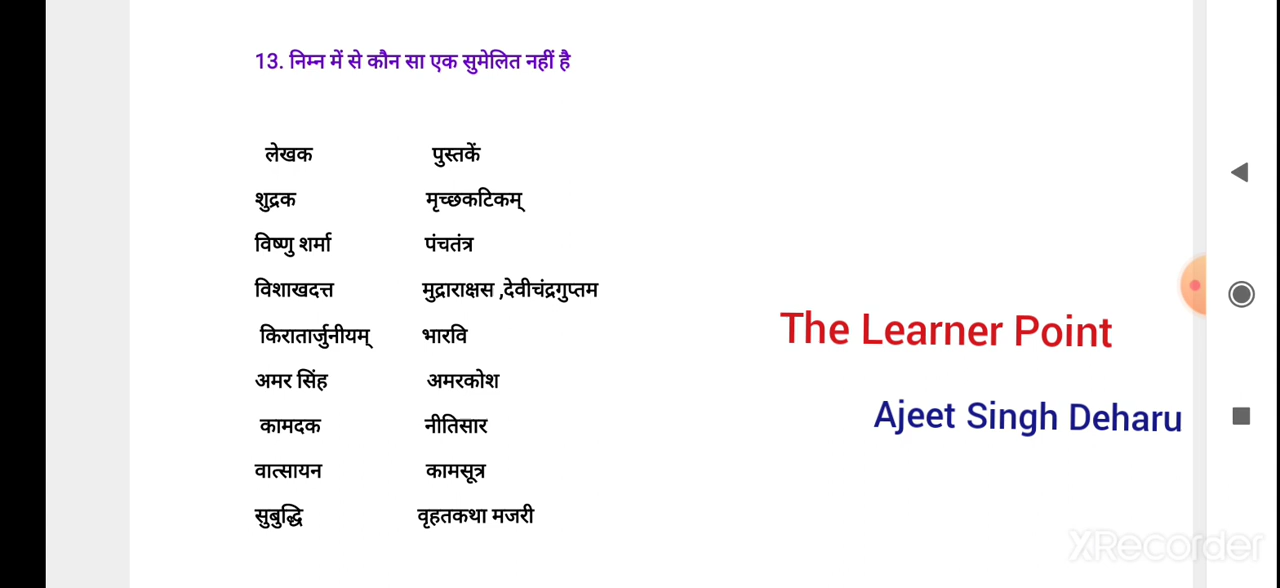 13. निम्न में से कौन सा एक सुमेलित नहीं है
लेखक पुस्तकें
शुद्रक मृच्छकटिकम्
विष्णु शर्मा पंचतंत्र
विशाखदत्त मुद्राराक्षस ,देवीचंद्रगुप्तम
किरातार्जुनीयम् भारवि
अमर सिंह अमरकोश
कामदक नीतिसार
वात्सायन कामसूत्र
सुबुद्धि वृहतकथा मजरी
The Learner Point
Ajeet Singh Deharu
XRecorder